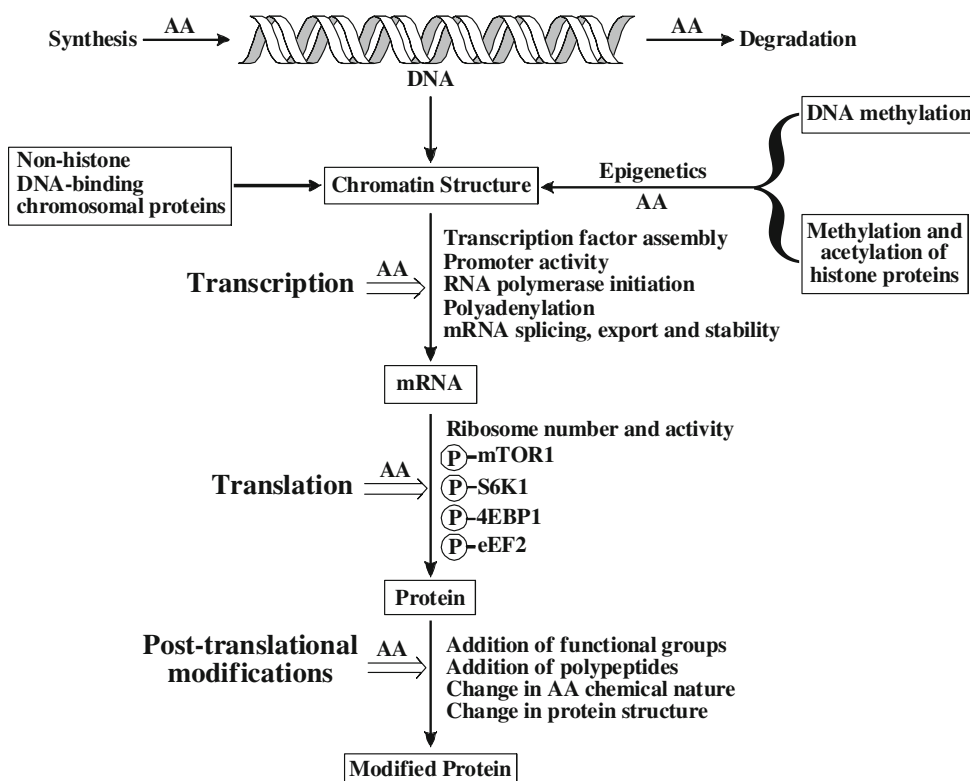 Synthesis
AA
AA
Degradation
DNA
DNA methylation
Non-histone
DNA-binding
chromosomal proteins
Chromatin Structure
Epigenetics
AA
Methylation and
acetylation of
histone proteins
Transcription
AA
Transcription factor assembly
Promoter activity
RNA polymerase initiation
Polyadenylation
mRNA splicing, export and stability
mRNA
Translation
AA
Ribosome number and activity
P-mTOR1
P-S6K1
P-4EBP1
P-eEF2
Protein
Post-translational
modifications
AA
Addition of functional groups
Addition of polypeptides
Change in AA chemical nature
Change in protein structure
Modified Protein